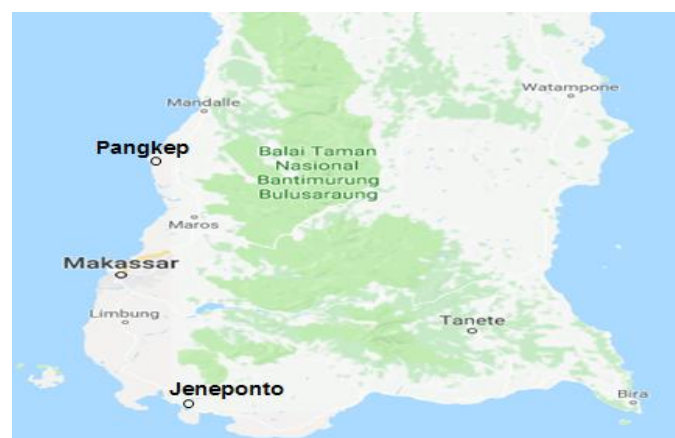 Watampone
Mandalle
Pangkep
Balai Taman
Nasional
Bantimurung
Bulusaraung
Maros
Makassar
Limbung
Tanete
Jeneponto
Bira